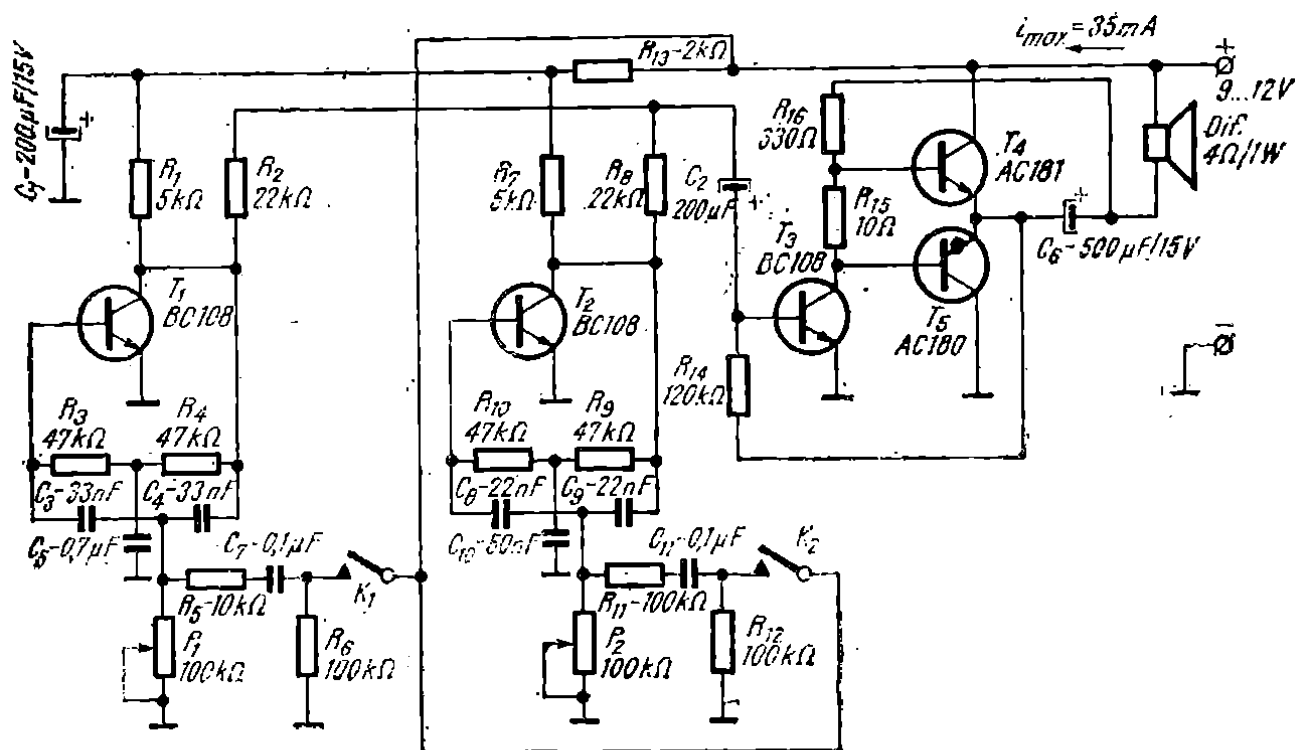 C1-200µF/15V
+
R1
5kΩ
R2
22kΩ
T1
BC108
R3
47kΩ
R4
47kΩ
C3-33nF
C4-33nF
C5-0,7µF
C7-0,1µF
R5-10kΩ
K1
P1
100kΩ
R6
100kΩ
R13-2kΩ
R7
5kΩ
R8
22kΩ
C2
200µF
+
T2
BC108
R10
47kΩ
R9
47kΩ
C8-22nF
C9-22nF
C10-50nF
C11-0,1µF
R11-100kΩ
K2
P2
100kΩ
R12
100kΩ
imax=35mA
+
9...12V
R16
330Ω
T4
AC181
Dif.
4Ω/1W
R15
10Ω
T3
BC108
+
C6-500µF/15V
T5
AC180
R14
120kΩ
-